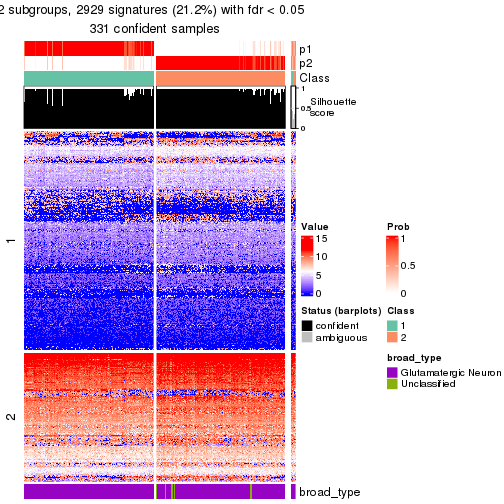 2 subgroups, 2929 signatures (21.2%) with fdr < 0.05
331 confident samples
p1
p2
Class
1
0.5
0
Silhouette
score
1
2
broad_type
Value
15
10
5
0
Prob
1
0.5
0
Status (barplots)
confident
ambiguous
Class
1
2
broad_type
Glutamatergic Neuron
Unclassified